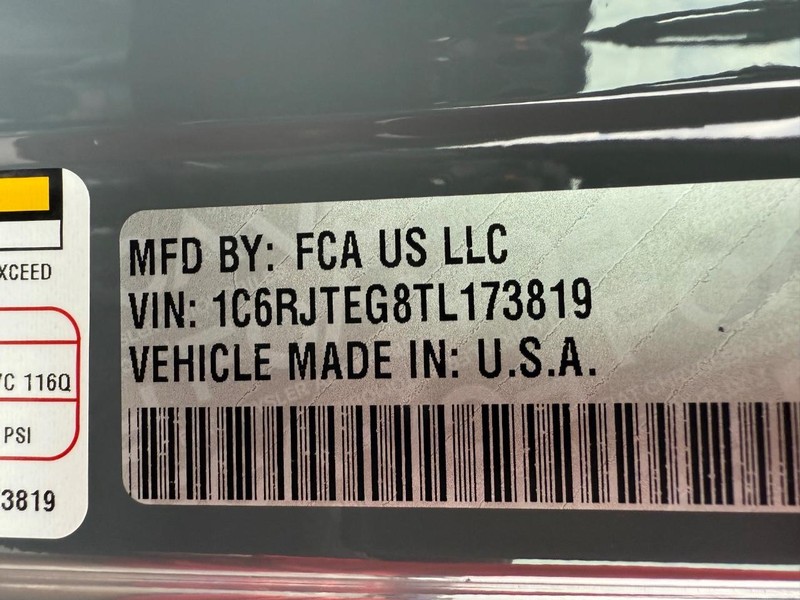 XCEED
C 116Q
PSI
3819
MFD BY: FCA US LLC
VIN: 1C6RJTEG8TL173819
VEHICLE MADE IN: U.S.A.